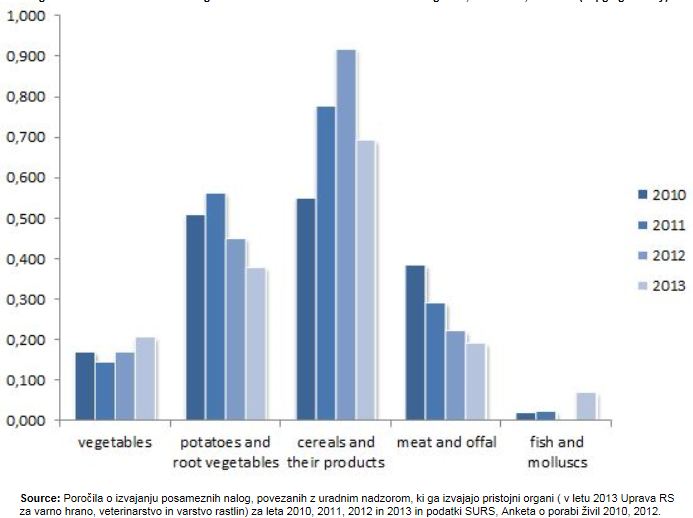 1,000
0,900
0,800
0,700
0,600
0,500
0,400
0,300
0,200
0,100
0,000
2010
2011
2012
2013
vegetables
potatoes and
root vegetables
cereals and
their products
meat and offal
fish and
molluscs
Source: Poročila o izvajanju posameznih nalog, povezanih z uradnim nadzorom, ki ga izvajajo pristojni organi ( v letu 2013 Uprava RS
za varno hrano, veterinarstvo in varstvo rastlin) za leta 2010, 2011, 2012 in 2013 in podatki SURS, Anketa o porabi živil 2010, 2012.